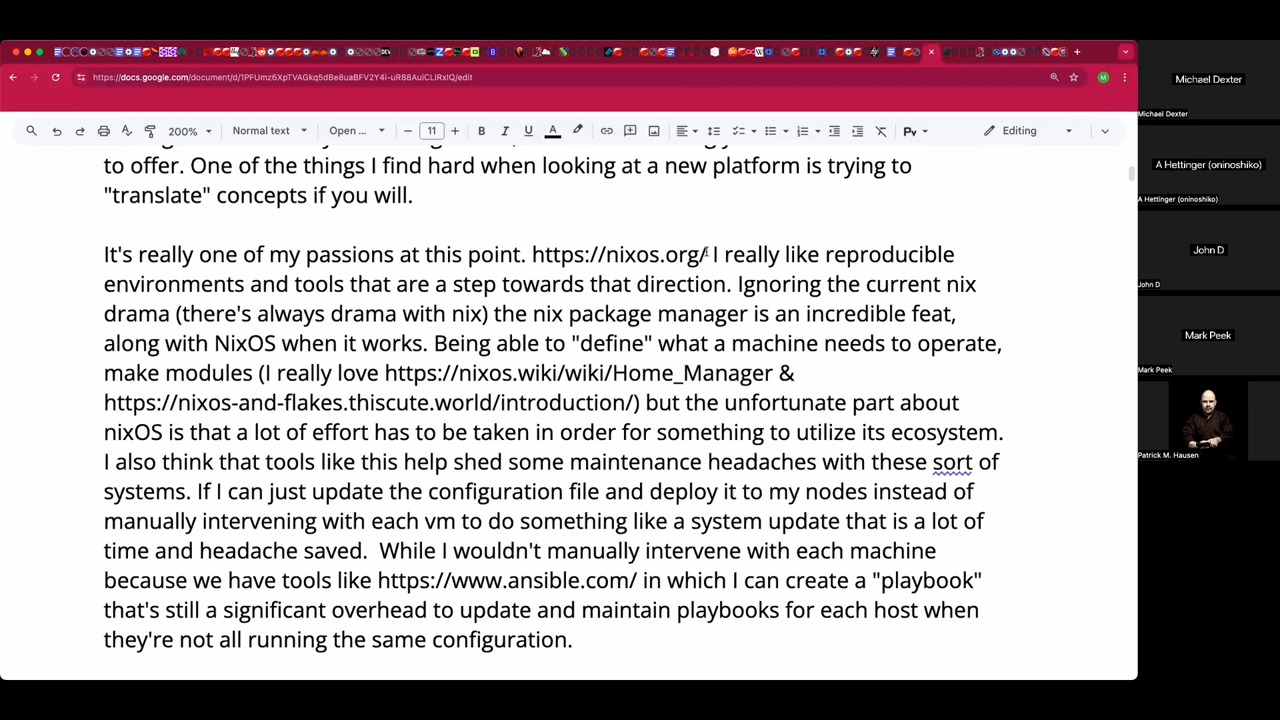 https://docs.google.com/document/d/1PFUmz6XpTVAGkq5dBe8uaBFV2Y4i-uR88AuiCLlRxIQ/edit
M
200%
Normal text
Open ...
11
B
I
U
A
Editing
to offer. One of the things I find hard when looking at a new platform is trying to
"translate" concepts if you will.
It's really one of my passions at this point. https://nixos.org/ I really like reproducible
environments and tools that are a step towards that direction. Ignoring the current nix
drama (there's always drama with nix) the nix package manager is an incredible feat,
along with NixOS when it works. Being able to "define" what a machine needs to operate,
make modules (I really love https://nixos.wiki/wiki/Home_Manager &
https://nixos-and-flakes.thiscute.world/introduction/) but the unfortunate part about
nixOS is that a lot of effort has to be taken in order for something to utilize its ecosystem.
I also think that tools like this help shed some maintenance headaches with these sort of
systems. If I can just update the configuration file and deploy it to my nodes instead of
manually intervening with each vm to do something like a system update that is a lot of
time and headache saved.  While I wouldn't manually intervene with each machine
because we have tools like https://www.ansible.com/ in which I can create a "playbook"
that's still a significant overhead to update and maintain playbooks for each host when
they're not all running the same configuration.
Michael Dexter
Michael Dexter
A Hettinger (oninoshiko)
A Hettinger (oninoshiko)
John D
John D
Mark Peek
Mark Peek
Patrick M. Hausen